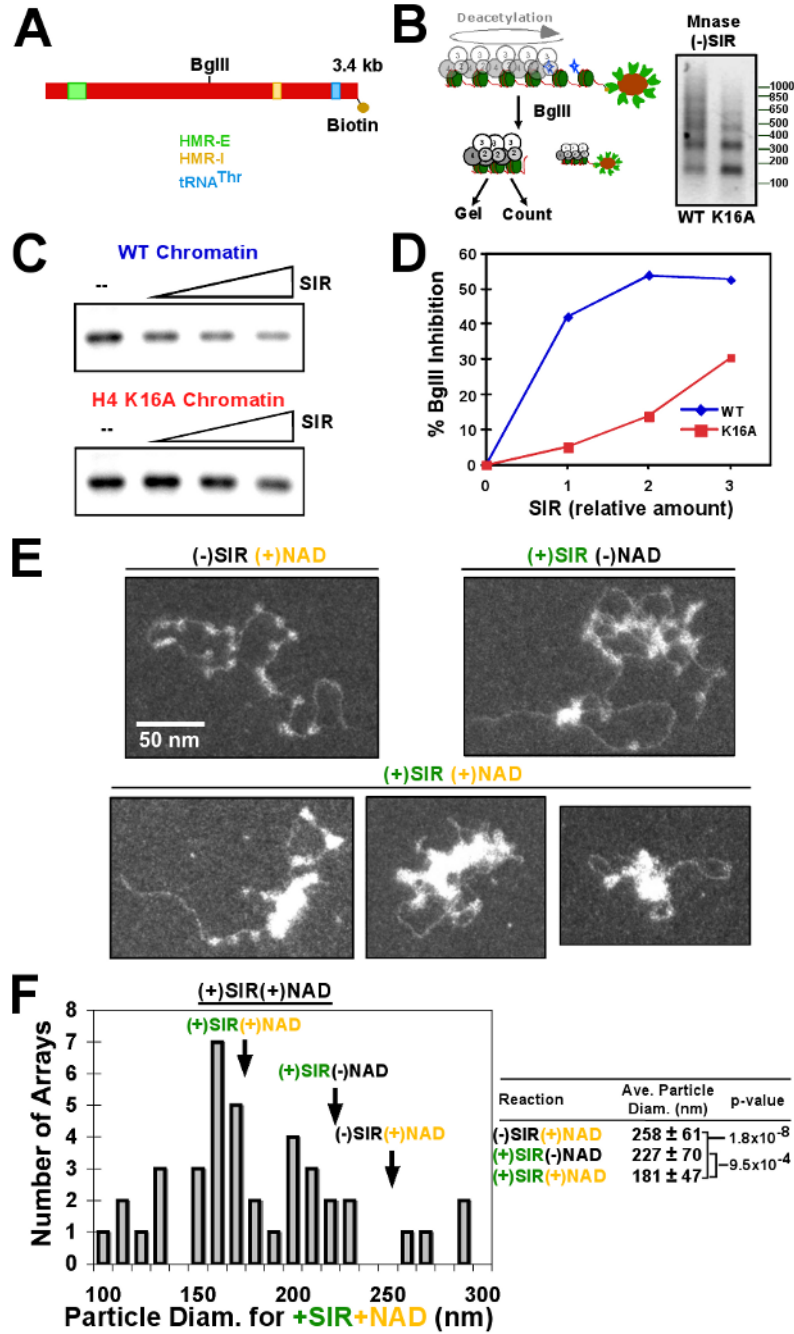 A
BglII
3.4 kb
Biotin
HMR-E
HMR-I
tRNAThr
B
Deacetylation
BglII
Gel
Count
Mnase
(-)SIR
1000
850
650
500
400
300
200
100
WT K16A
C
WT Chromatin
--
SIR
H4 K16A Chromatin
--
SIR
D
% BglII Inhibition
60
50
40
30
20
10
0
WT
K16A
0 1 2 3
SIR (relative amount)
E
(-)SIR (+)NAD
(+)SIR (-)NAD
50 nm
(+)SIR (+)NAD
F
(+)SIR(+)NAD
(+)SIR(+)NAD
(+)SIR(-)NAD
(-)SIR(+)NAD
Number of Arrays
8
7
6
5
4
3
2
1
0
100 150 200 250 300
Particle Diam. for +SIR+NAD (nm)
Reaction Ave. Particle Diam. (nm) p-value
(-)SIR(+)NAD 258 ± 61
1.8x10-8
(+)SIR(-)NAD 227 ± 70
9.5x10-4
(+)SIR(+)NAD 181 ± 47